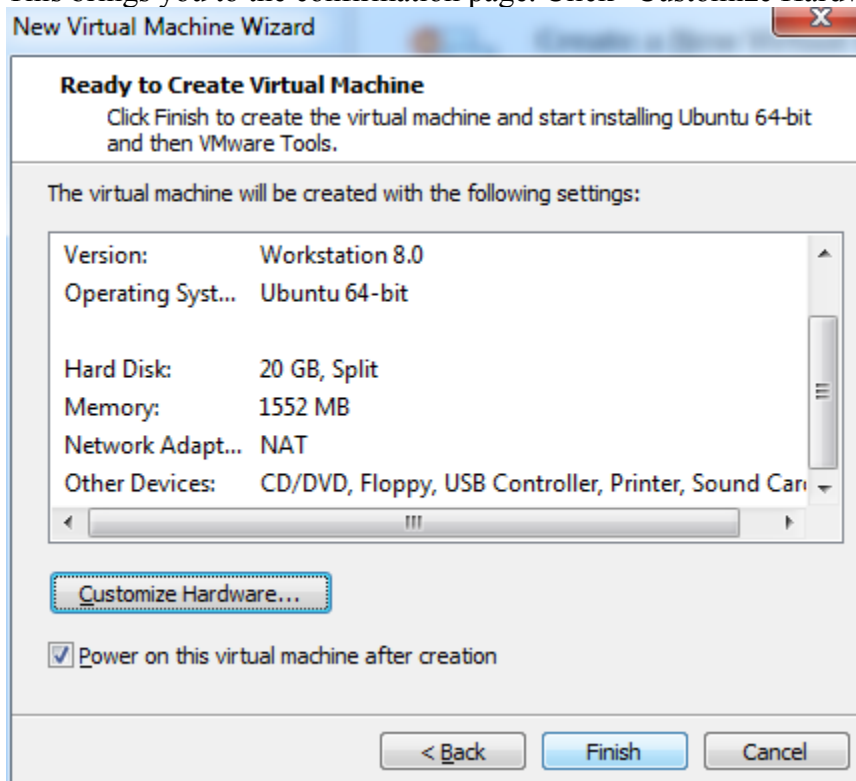 This brings you to the confirmation page. Click "Customize Hardw
New Virtual Machine Wizard
Ready to Create Virtual Machine
Click Finish to create the virtual machine and start installing Ubuntu 64-bit
and then VMware Tools.
The virtual machine will be created with the following settings:
Version: Workstation 8.0
Operating Syst... Ubuntu 64-bit
Hard Disk: 20 GB, Split
Memory: 1552 MB
Network Adapt... NAT
Other Devices: CD/DVD, Floppy, USB Controller, Printer, Sound Car
Customize Hardware...
Power on this virtual machine after creation
< Back Finish Cancel